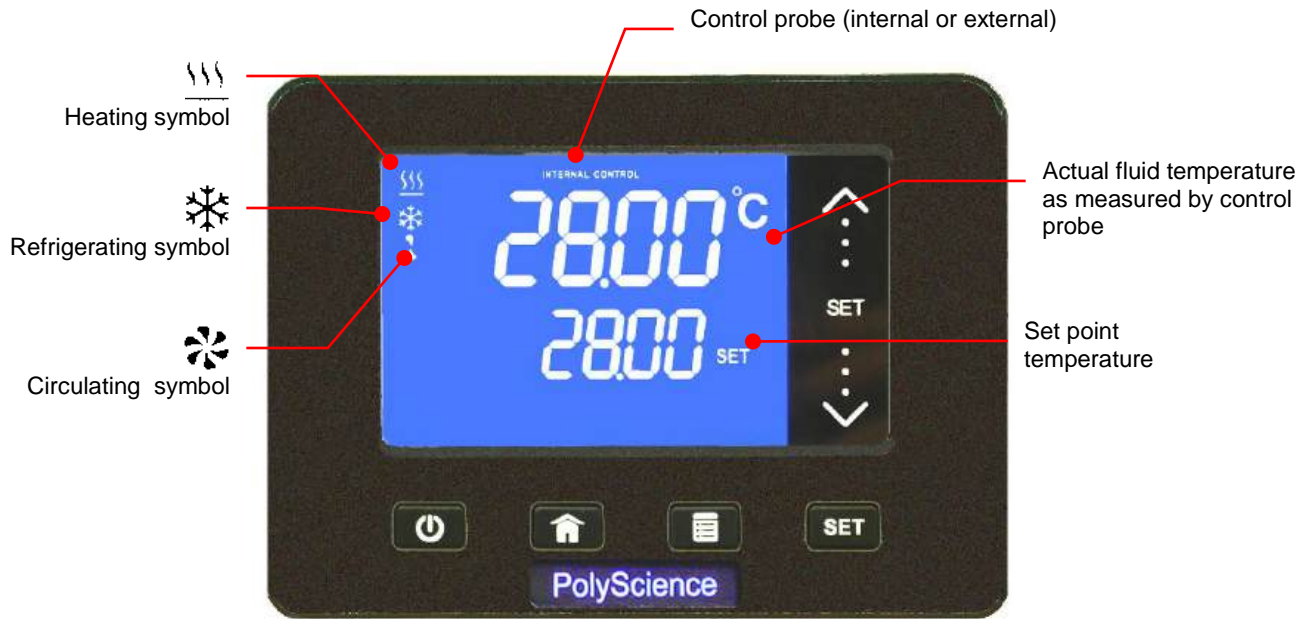 Control probe (internal or external)
Heating symbol
Refrigerating symbol
Circulating symbol
INTERNAL CONTROL
28.00 °C
28.00 SET
SET
Actual fluid temperature
as measured by control
probe
Set point
temperature
SET
PolyScience